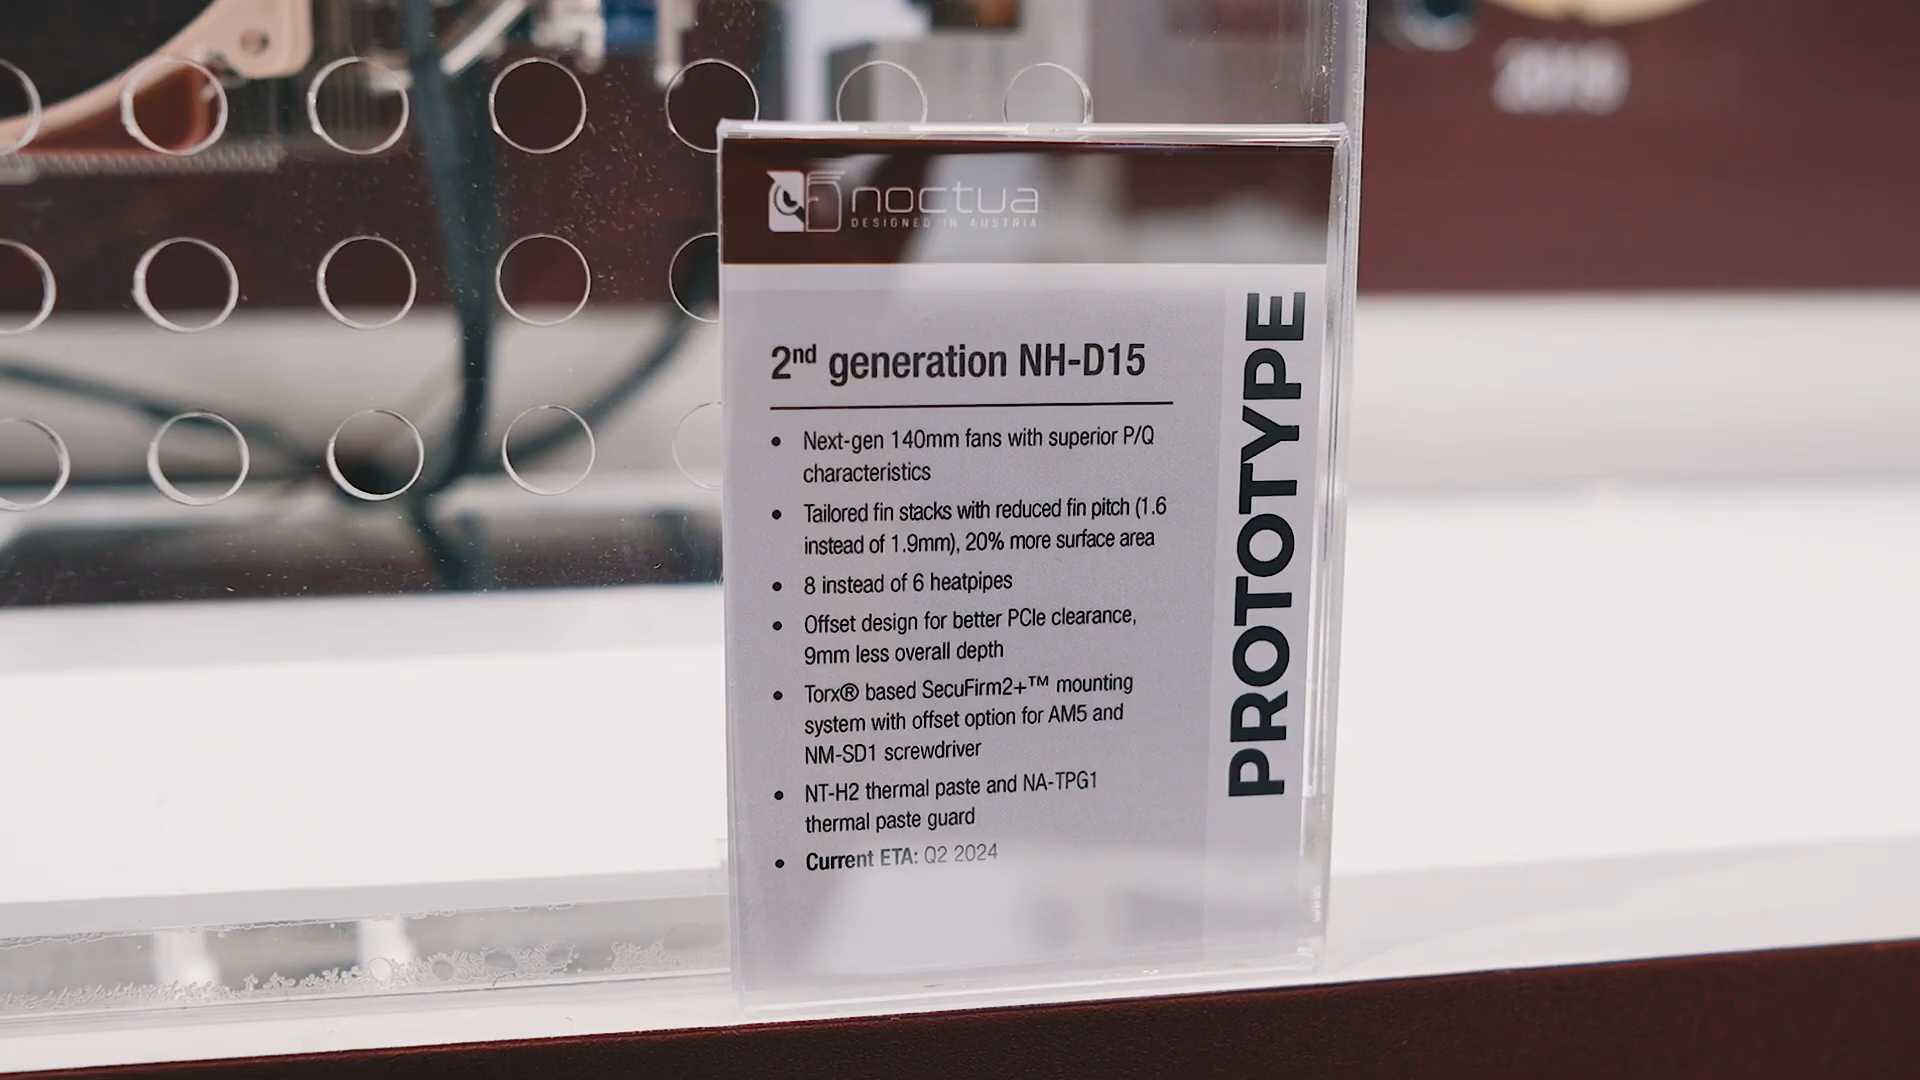 noctua
DESIGNED IN AUSTRIA
2nd generation NH-D15
• Next-gen 140mm fans with superior P/Q
characteristics
• Tailored fin stacks with reduced fin pitch (1.6
instead of 1.9mm), 20% more surface area
• 8 instead of 6 heatpipes
• Offset design for better PCIe clearance,
9mm less overall depth
• Torx® based SecuFirm2+™ mounting
system with offset option for AM5 and
NM-SD1 screwdriver
• NT-H2 thermal paste and NA-TPG1
thermal paste guard
• Current ETA: Q2 2024
PROTOTYPE